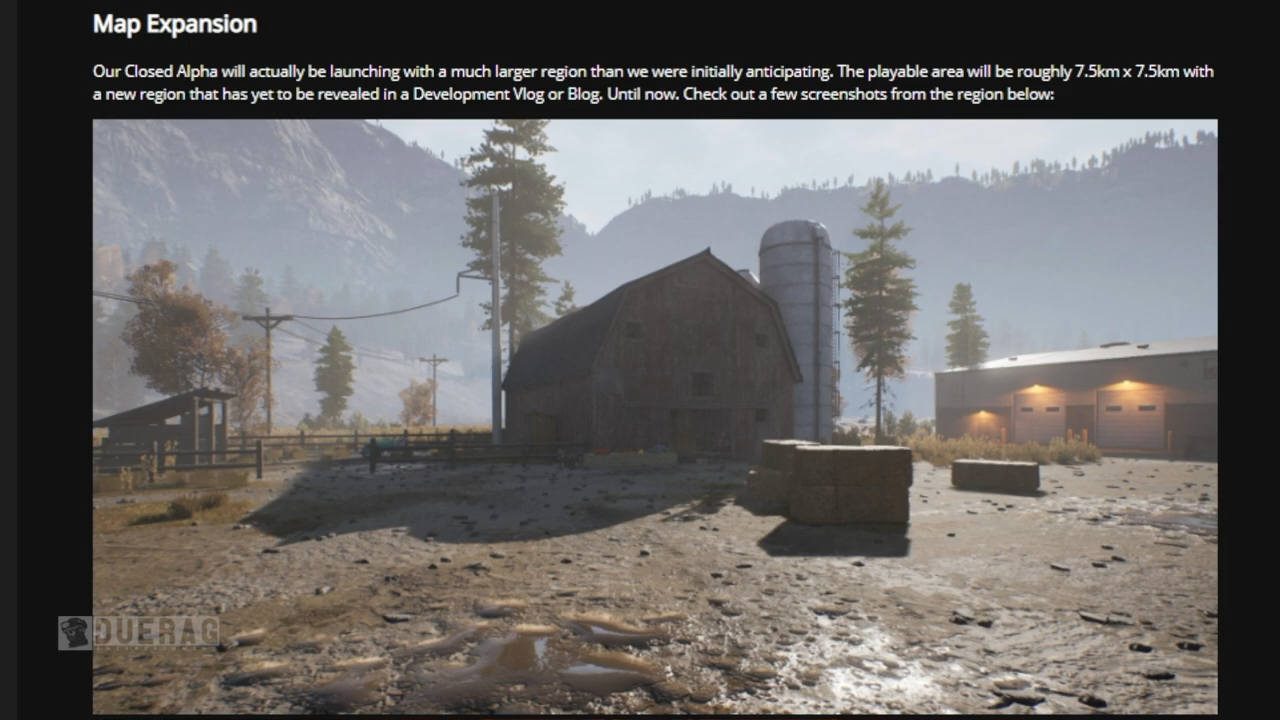 Map Expansion
Our Closed Alpha will actually be launching with a much larger region than we were initially anticipating. The playable area will be roughly 7.5km x 7.5km with
a new region that has yet to be revealed in a Development Vlog or Blog. Until now. Check out a few screenshots from the region below:
DUERAG